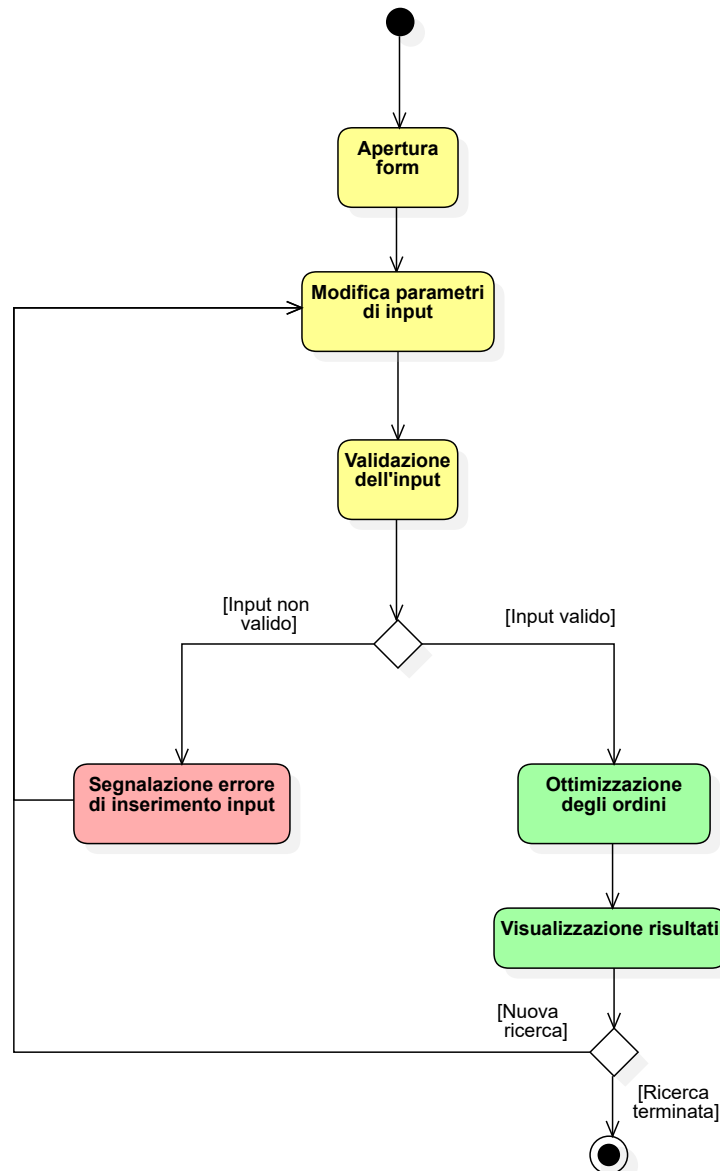 Apertura
form
Modifica parametri
di input
Validazione
dell'input
[Input non
valido]
[Input valido]
Segnalazione errore
di inserimento input
Ottimizzazione
degli ordini
Visualizzazione risultati
[Nuova
ricerca]
[Ricerca
terminata]